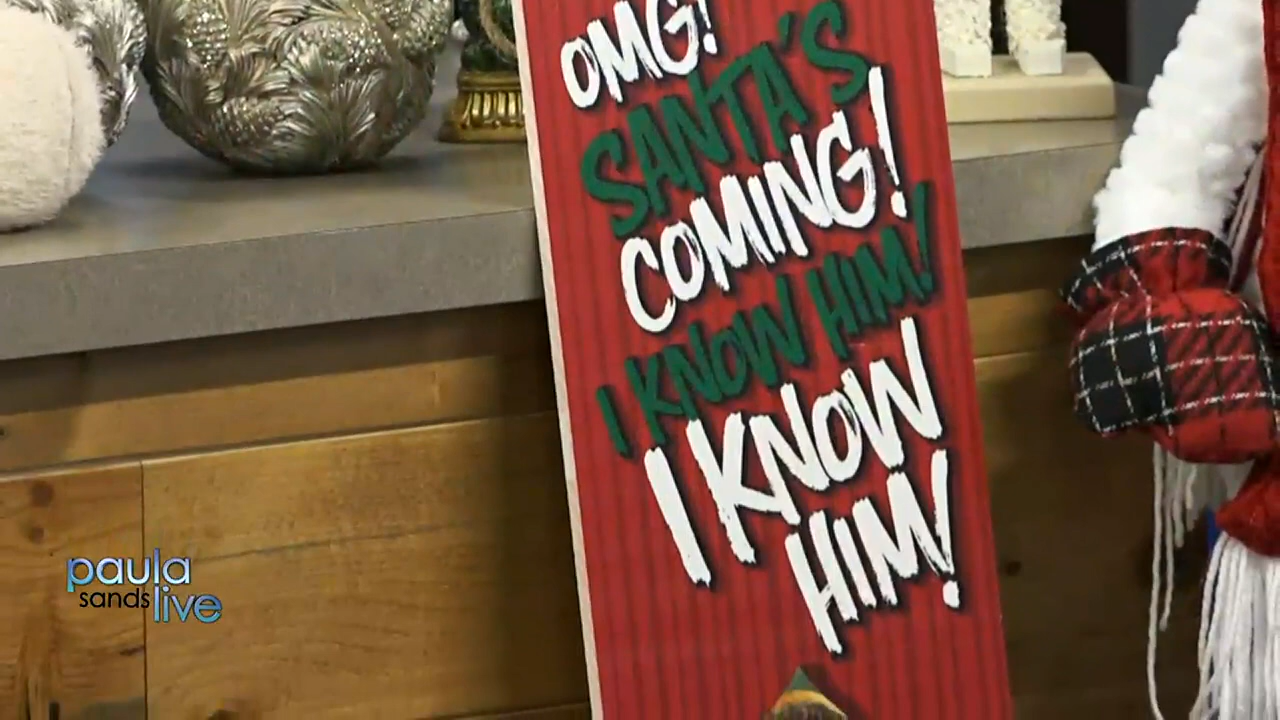 OMG!
SANTA'S
COMING!
I KNOW HIM!
I KNOW
HIM!
paula
sands live